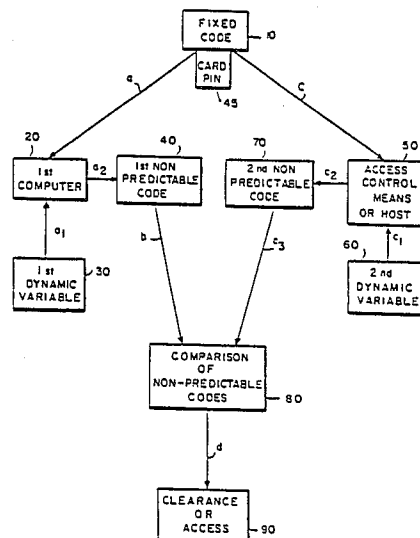 FIXED
CODE
10
CARD
PIN
45
a
C
20
1st
COMPUTER
a2
40
1st NON
PREDICTABLE
CODE
70
2nd NON
PREDICTABLE
CODE
c2
50
ACCESS
CONTROL
MEANS
OR HOST
a1
b
c3
c1
1st
DYNAMIC
VARIABLE
30
60
2nd
DYNAMIC
VARIABLE
COMPARISON
OF
NON-PREDICTABLE
CODES
80
d
CLEARANCE
OR
ACCESS
90